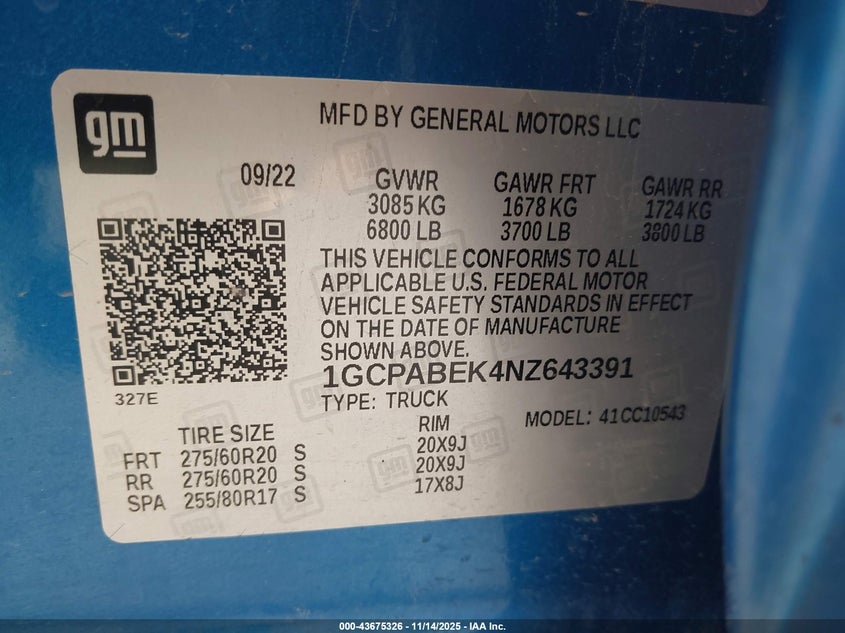 gm
MFD BY GENERAL MOTORS LLC
09/22
GVWR GAWR FRT GAWR RR
3085 KG 1678 KG 1724 KG
6800 LB 3700 LB 3800 LB
THIS VEHICLE CONFORMS TO ALL
APPLICABLE U.S. FEDERAL MOTOR
VEHICLE SAFETY STANDARDS IN EFFECT
ON THE DATE OF MANUFACTURE
SHOWN ABOVE.
1GCPABEK4NZ643391
327E
TYPE: TRUCK
MODEL: 41CC10543
TIRE SIZE RIM
FRT 275/60R20 S 20X9J
RR 275/60R20 S 20X9J
SPA 255/80R17 S 17X8J
000-43675326 - 11/14/2025 - IAA Inc.